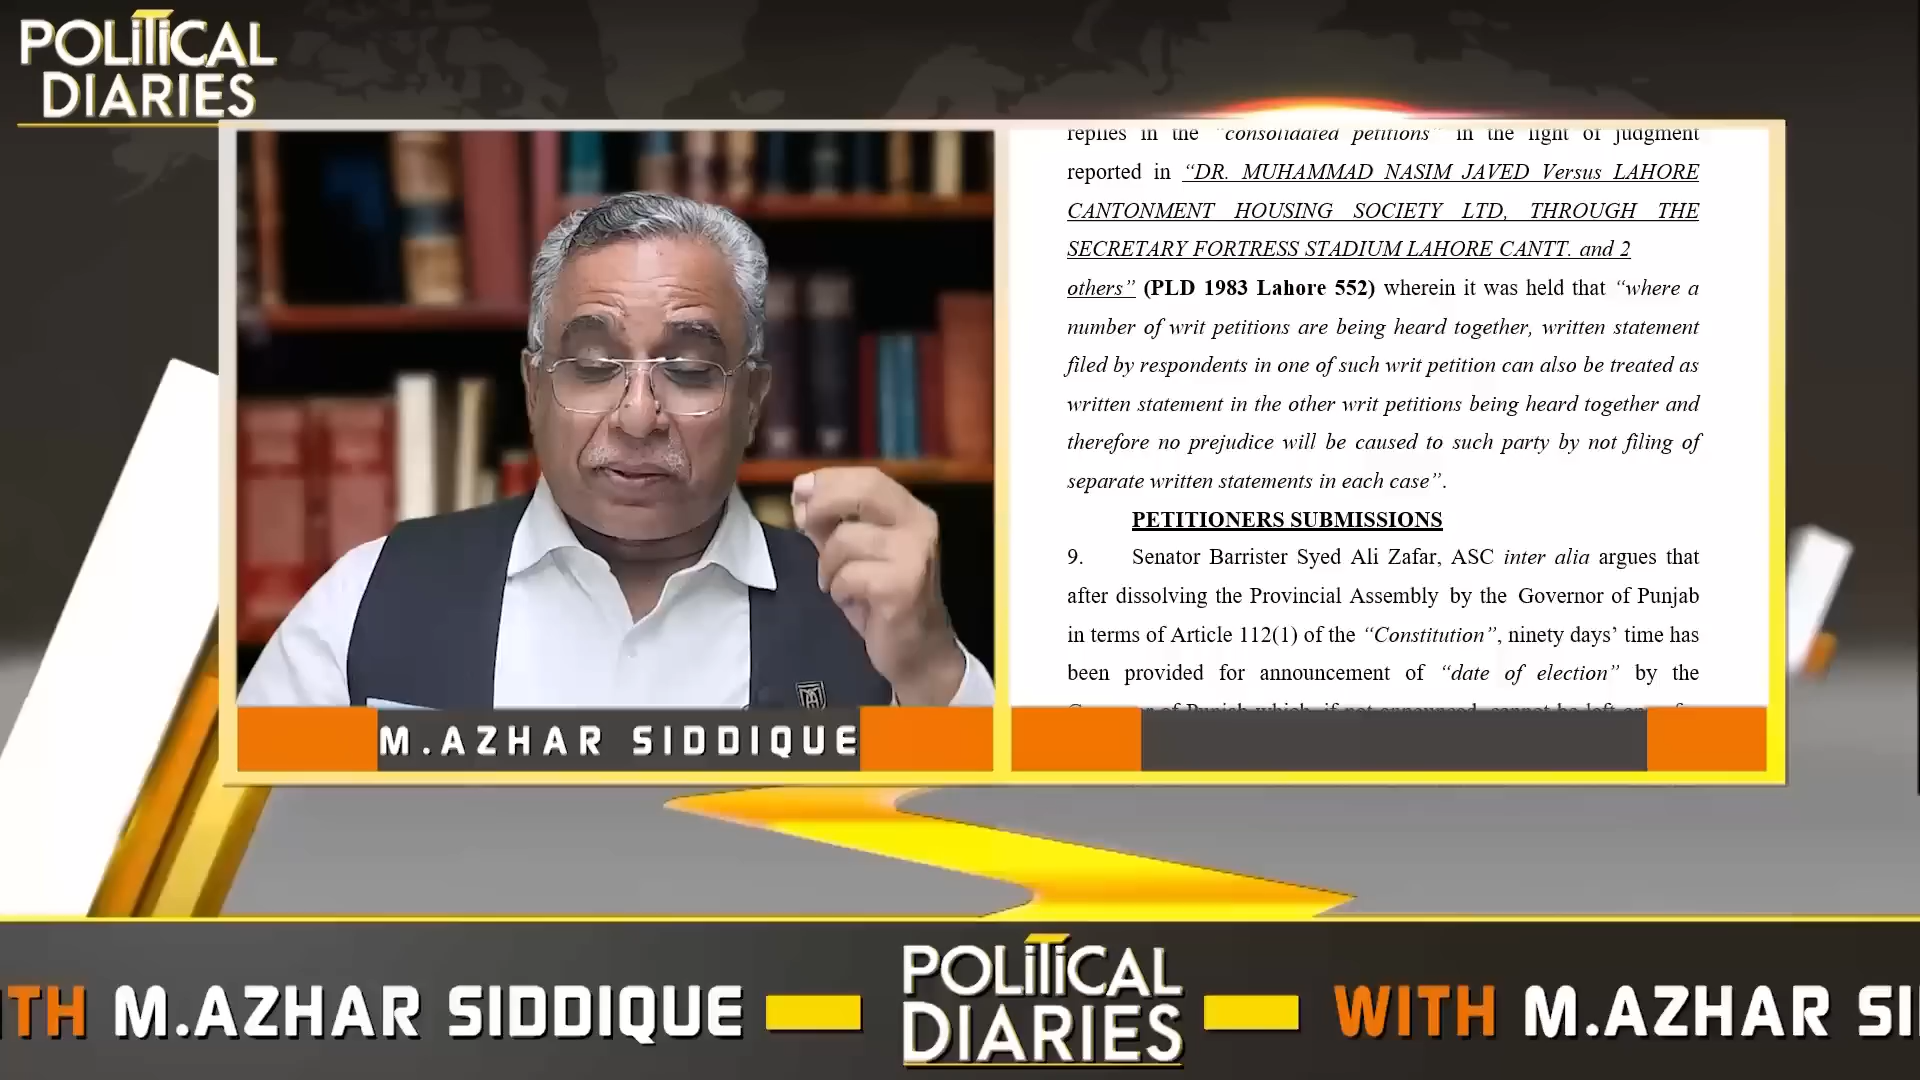 POLITICAL
DIARIES
replies in the “consolidated petitions” in the light of judgment
reported in “DR. MUHAMMAD NASIM JAVED Versus LAHORE
CANTONMENT HOUSING SOCIETY LTD, THROUGH THE
SECRETARY FORTRESS STADIUM LAHORE CANTT. and 2
others” (PLD 1983 Lahore 552) wherein it was held that “where a
number of writ petitions are being heard together, written statement
filed by respondents in one of such writ petition can also be treated as
written statement in the other writ petitions being heard together and
therefore no prejudice will be caused to such party by not filing of
separate written statements in each case”.
PETITIONERS SUBMISSIONS
9. Senator Barrister Syed Ali Zafar, ASC inter alia argues that
after dissolving the Provincial Assembly by the Governor of Punjab
in terms of Article 112(1) of the “Constitution”, ninety days’ time has
been provided for announcement of “date of election” by the
M.AZHAR SIDDIQUE
ITH M.AZHAR SIDDIQUE
POLITICAL
DIARIES
WITH M.AZHAR SI